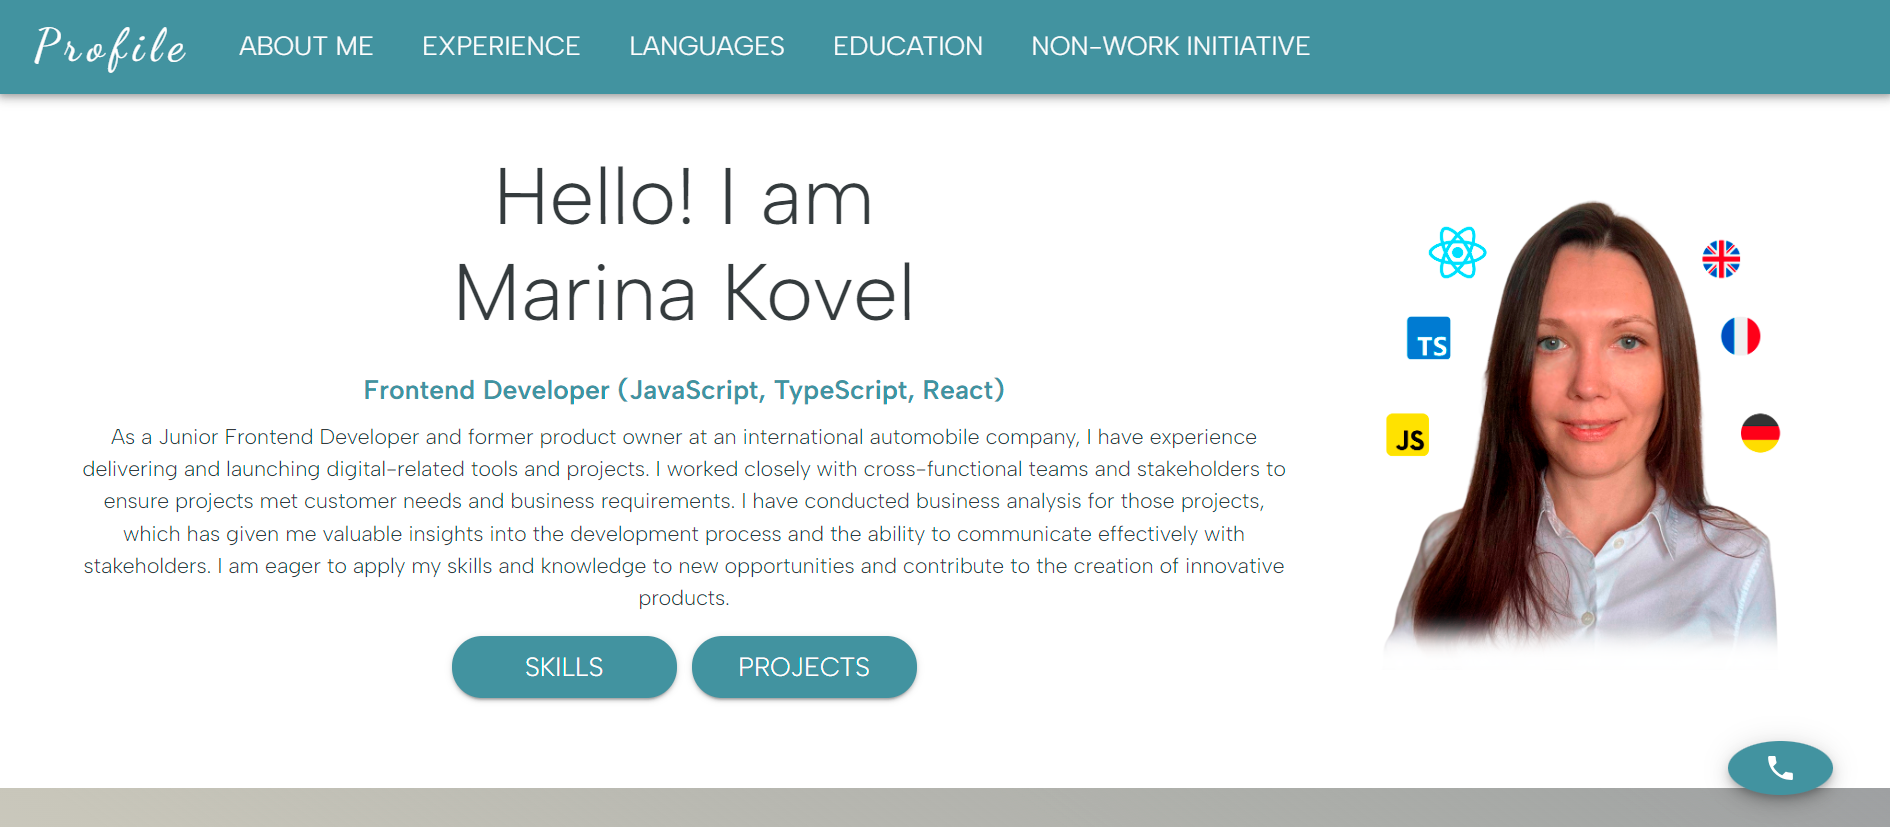 Profile ABOUT ME EXPERIENCE LANGUAGES EDUCATION NON-WORK INITIATIVE
Hello! I am
Marina Kovel
Frontend Developer (JavaScript, TypeScript, React)
As a Junior Frontend Developer and former product owner at an international automobile company, I have experience
delivering and launching digital-related tools and projects. I worked closely with cross-functional teams and stakeholders to
ensure projects met customer needs and business requirements. I have conducted business analysis for those projects,
which has given me valuable insights into the development process and the ability to communicate effectively with
stakeholders. I am eager to apply my skills and knowledge to new opportunities and contribute to the creation of innovative
products.
SKILLS PROJECTS
TS
JS